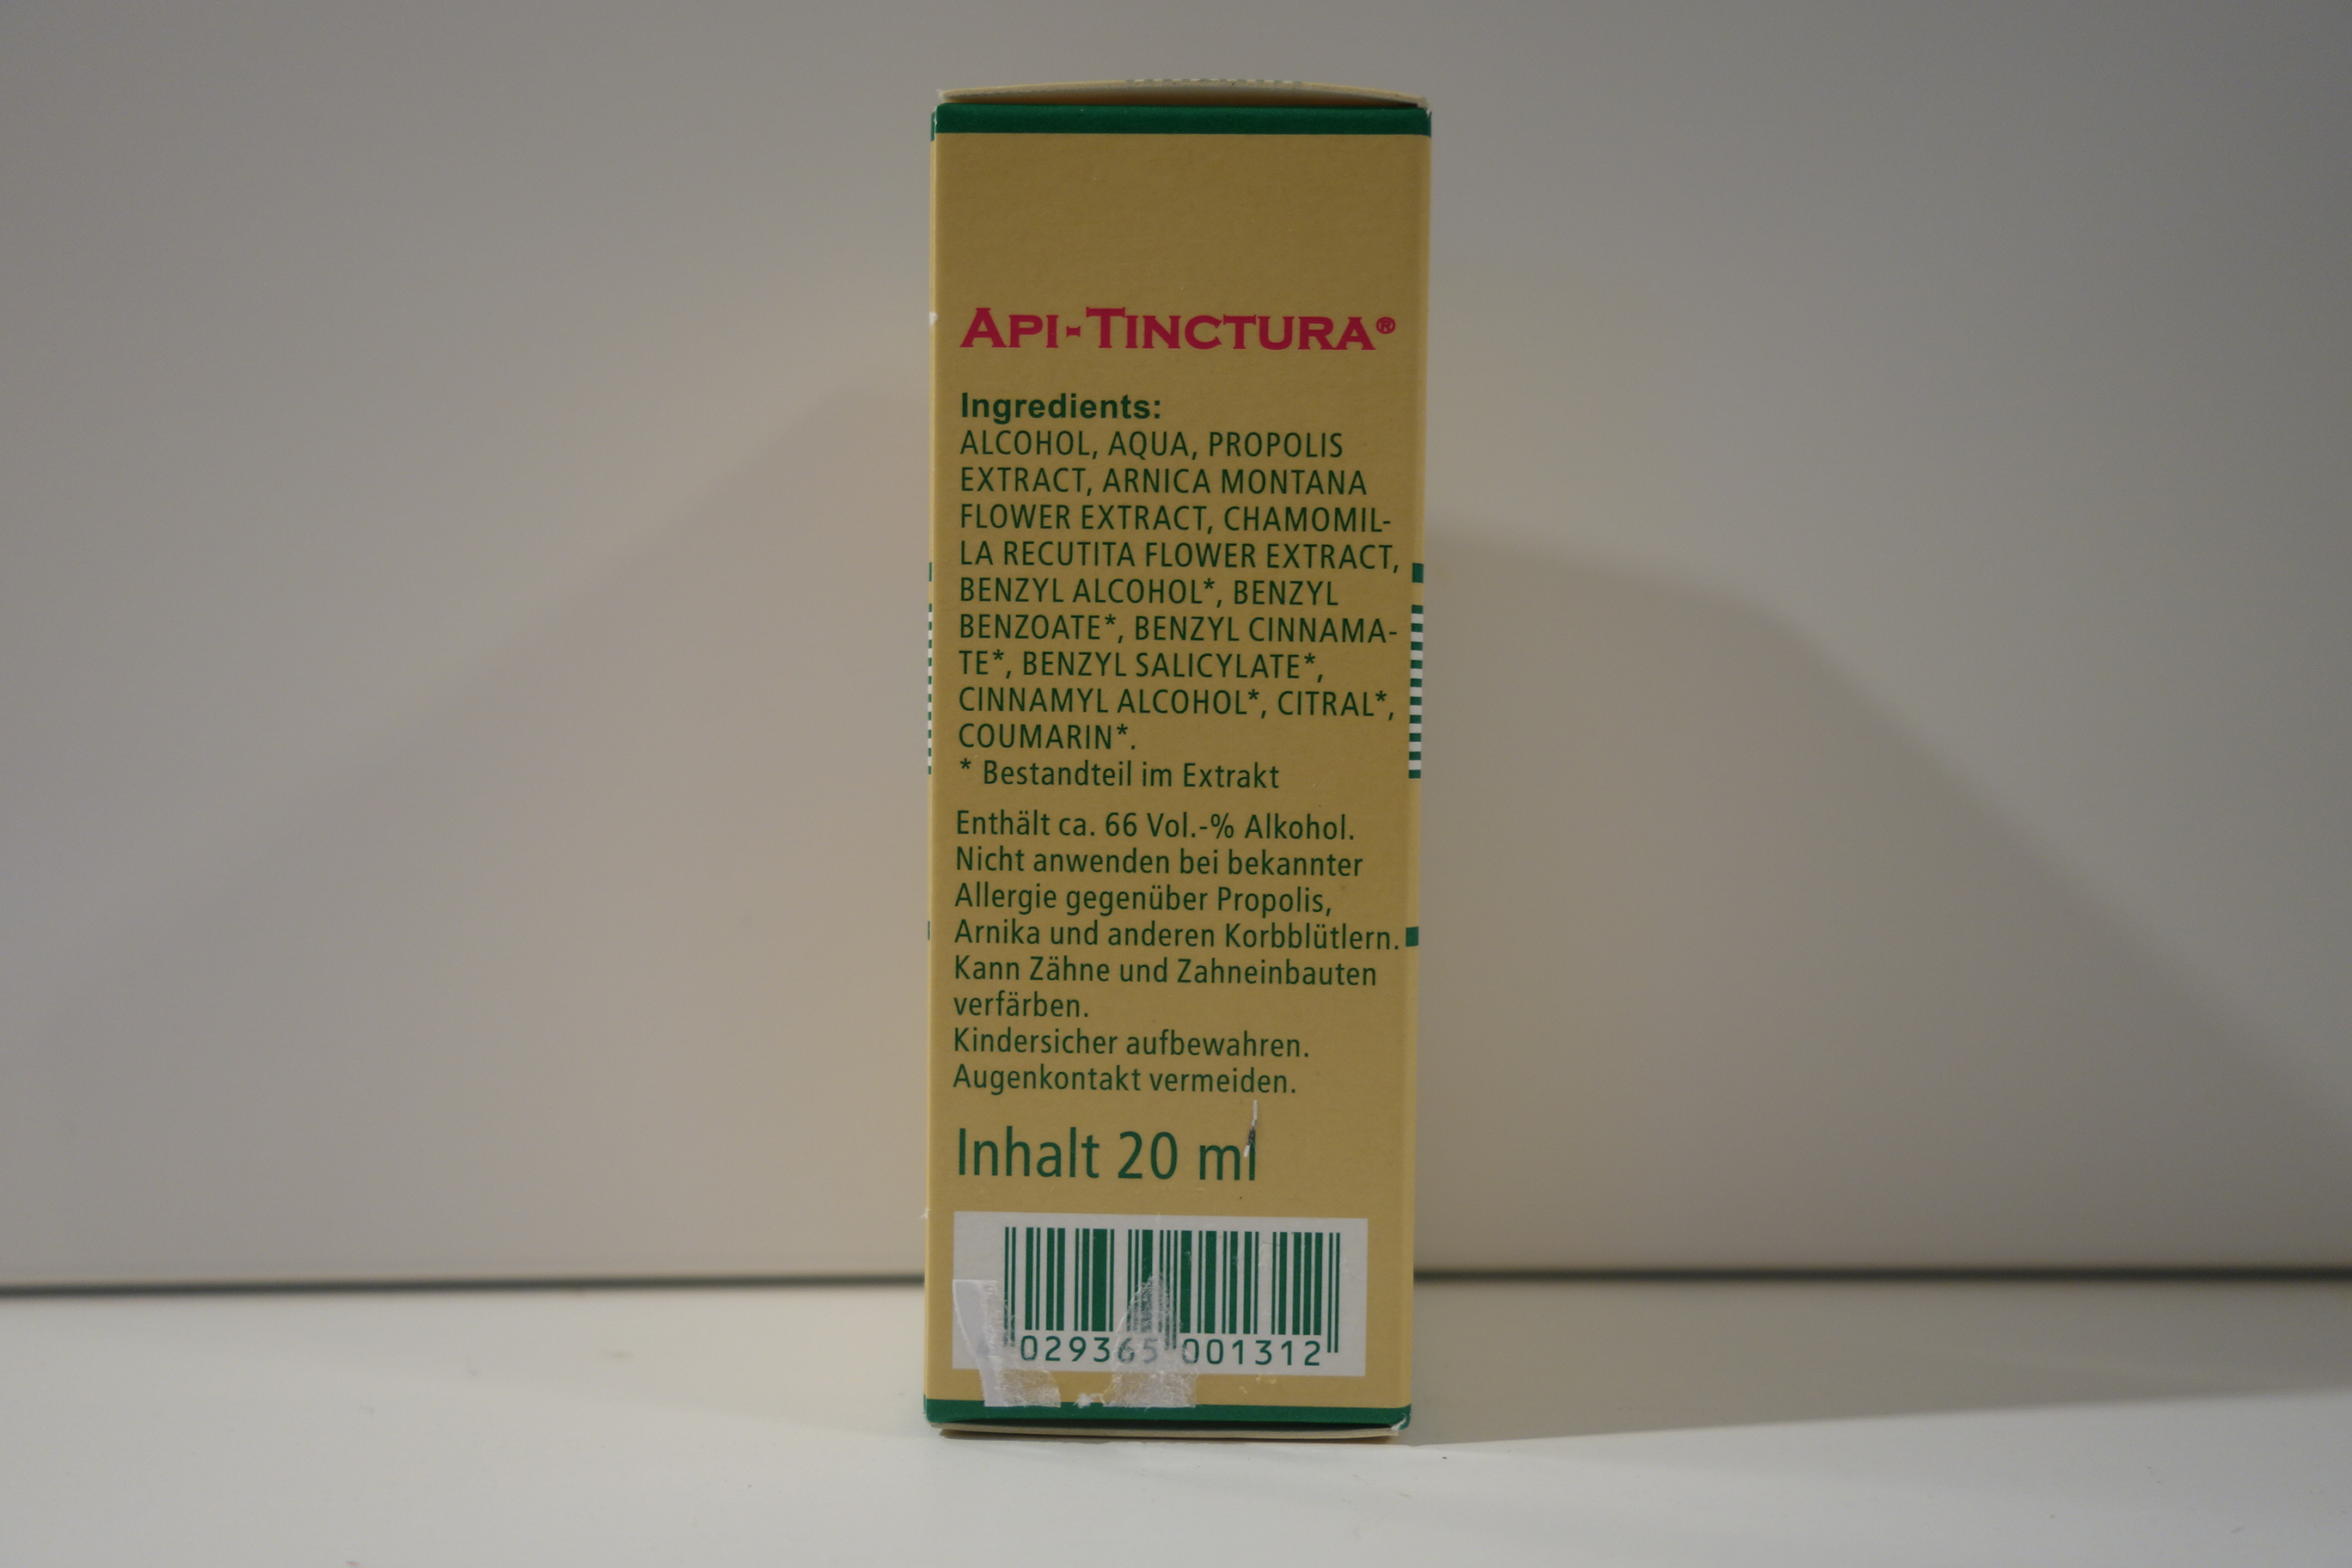 API-TINCTURA®
Ingredients:
ALCOHOL, AQUA, PROPOLIS
EXTRACT, ARNICA MONTANA
FLOWER EXTRACT, CHAMOMIL-
LA RECUTITA FLOWER EXTRACT,
BENZYL ALCOHOL*, BENZYL
BENZOATE*, BENZYL CINNAMA-
TE*, BENZYL SALICYLATE*,
CINNAMYL ALCOHOL*, CITRAL*,
COUMARIN*.
* Bestandteil im Extrakt
Enthält ca. 66 Vol.-% Alkohol.
Nicht anwenden bei bekannter
Allergie gegenüber Propolis,
Arnika und anderen Korbblütlern.
Kann Zähne und Zahneinbauten
verfärben.
Kindersicher aufbewahren.
Augenkontakt vermeiden.
Inhalt 20 ml
029365 001312